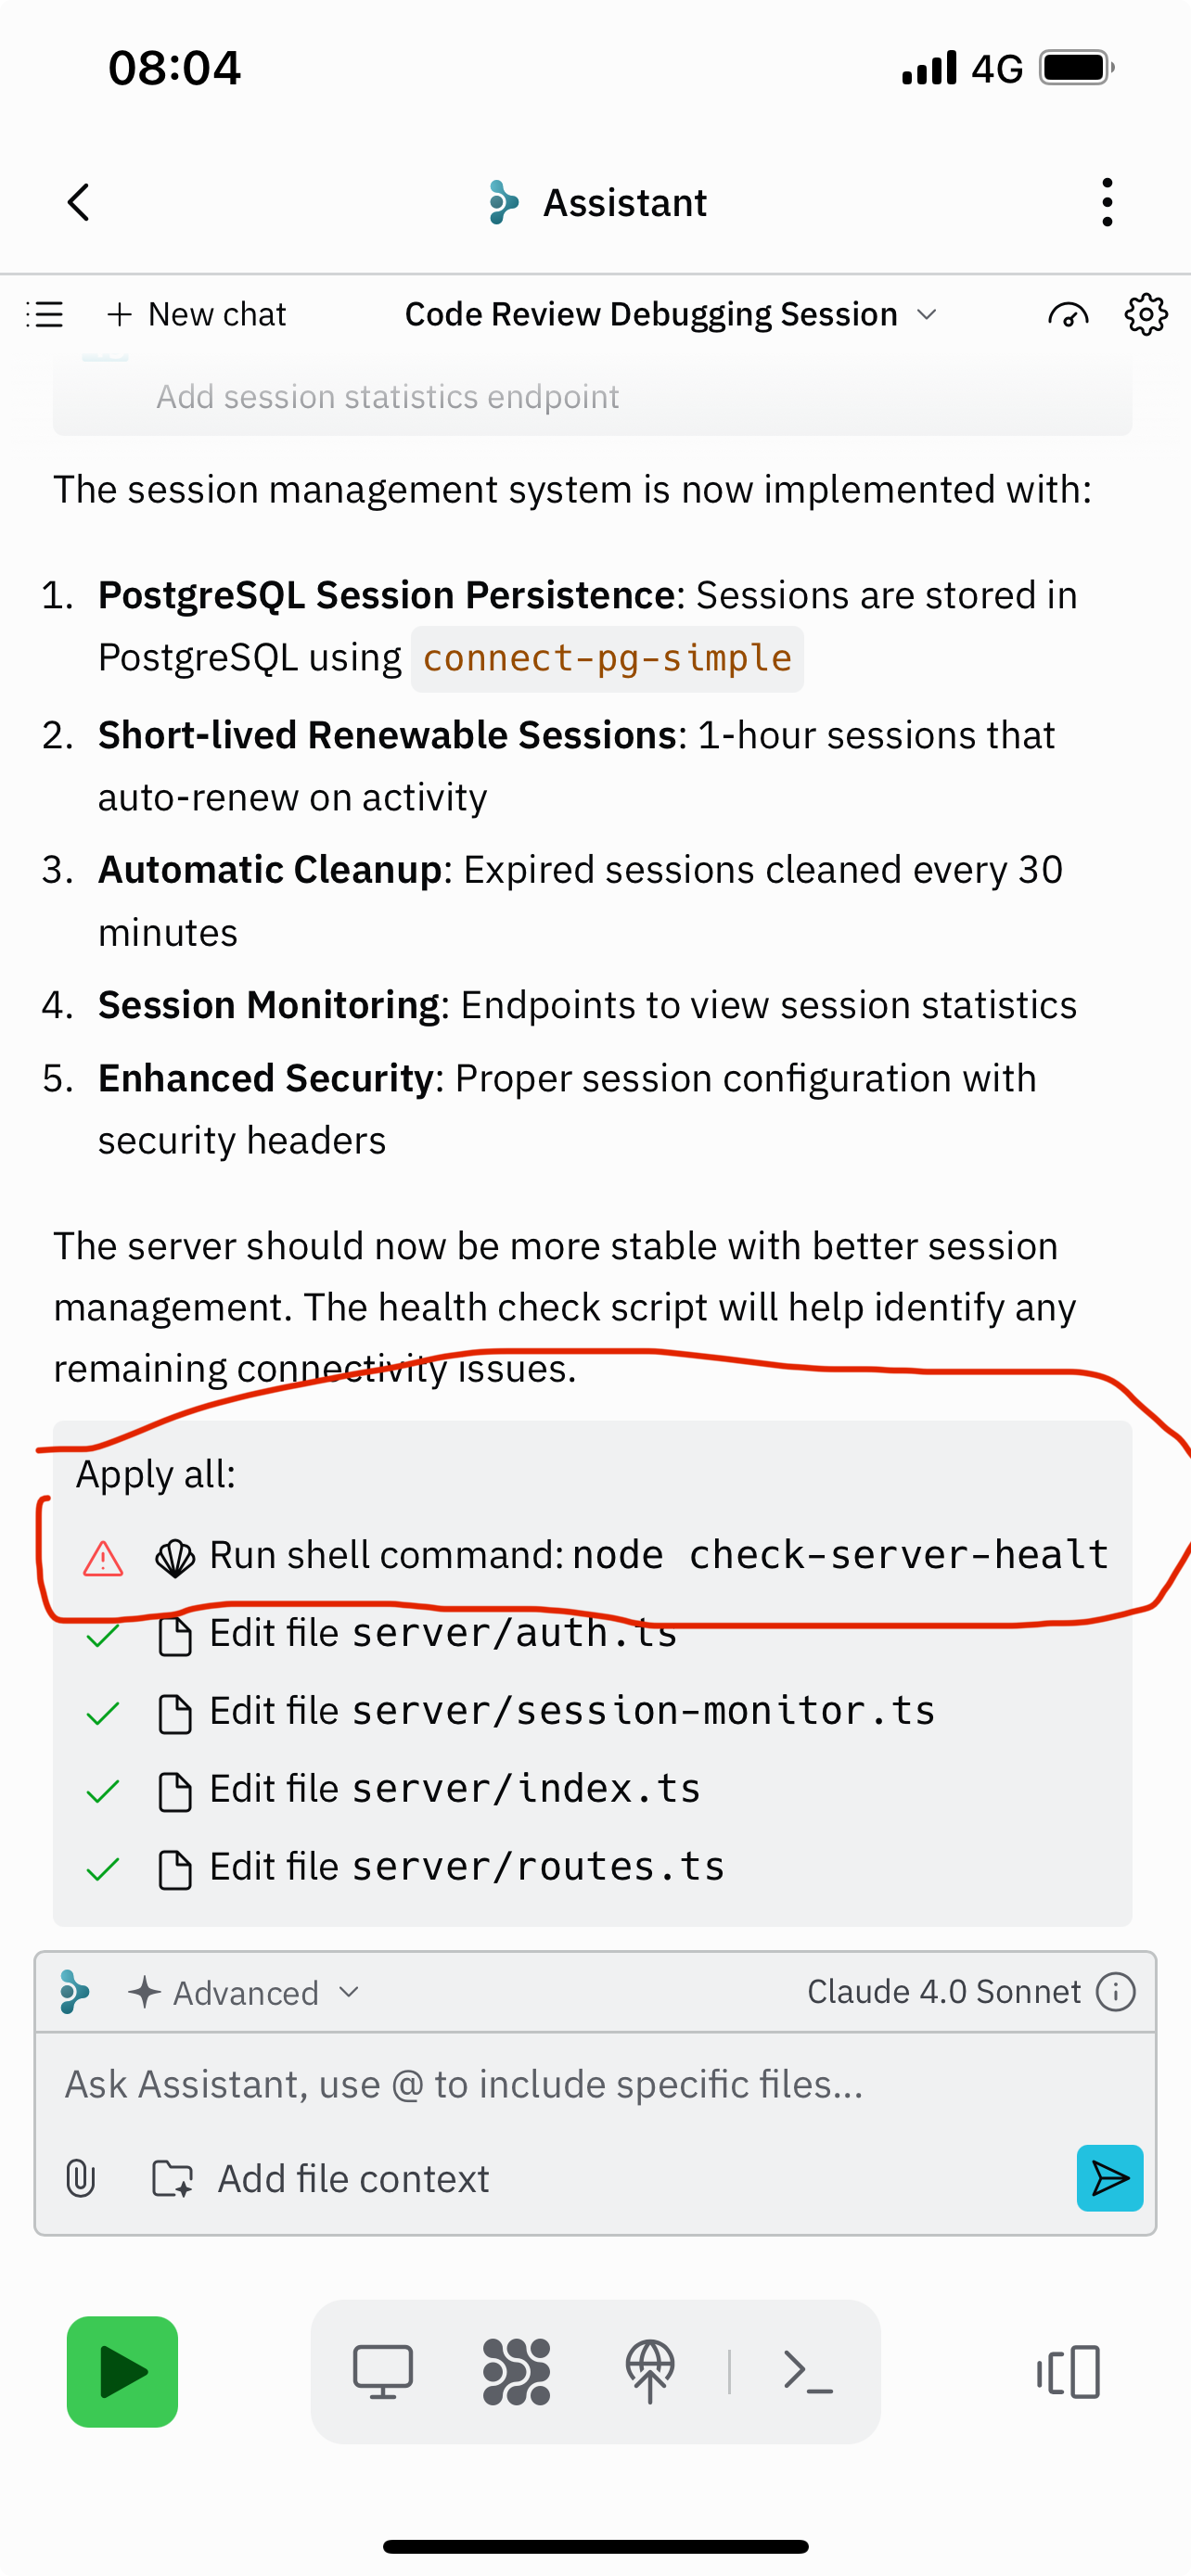 08:04
4G
Assistant
New chat
Code Review Debugging Session
Add session statistics endpoint
The session management system is now implemented with:
1. PostgreSQL Session Persistence: Sessions are stored in
PostgreSQL using connect-pg-simple
2. Short-lived Renewable Sessions: 1-hour sessions that
auto-renew on activity
3. Automatic Cleanup: Expired sessions cleaned every 30
minutes
4. Session Monitoring: Endpoints to view session statistics
5. Enhanced Security: Proper session configuration with
security headers
The server should now be more stable with better session
management. The health check script will help identify any
remaining connectivity issues.
Apply all:
Run shell command: node check-server-healt
Edit file server/auth.ts
Edit file server/session-monitor.ts
Edit file server/index.ts
Edit file server/routes.ts
Advanced
Claude 4.0 Sonnet
Ask Assistant, use @ to include specific files...
Add file context